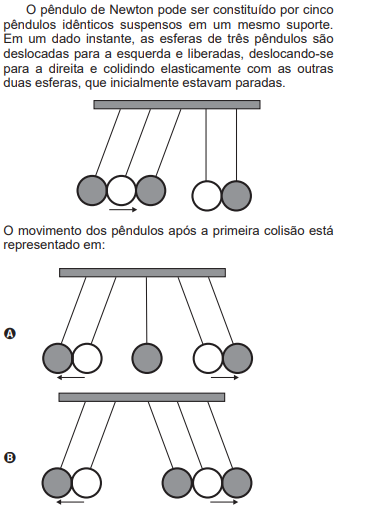 O pêndulo de Newton pode ser constituído por cinco
pêndulos idênticos suspensos em um mesmo suporte.
Em um dado instante, as esferas de três pêndulos são
deslocadas para a esquerda e liberadas, deslocando-se
para a direita e colidindo elasticamente com as outras
duas esferas, que inicialmente estavam paradas.
O movimento dos pêndulos após a primeira colisão está
representado em:
A
B